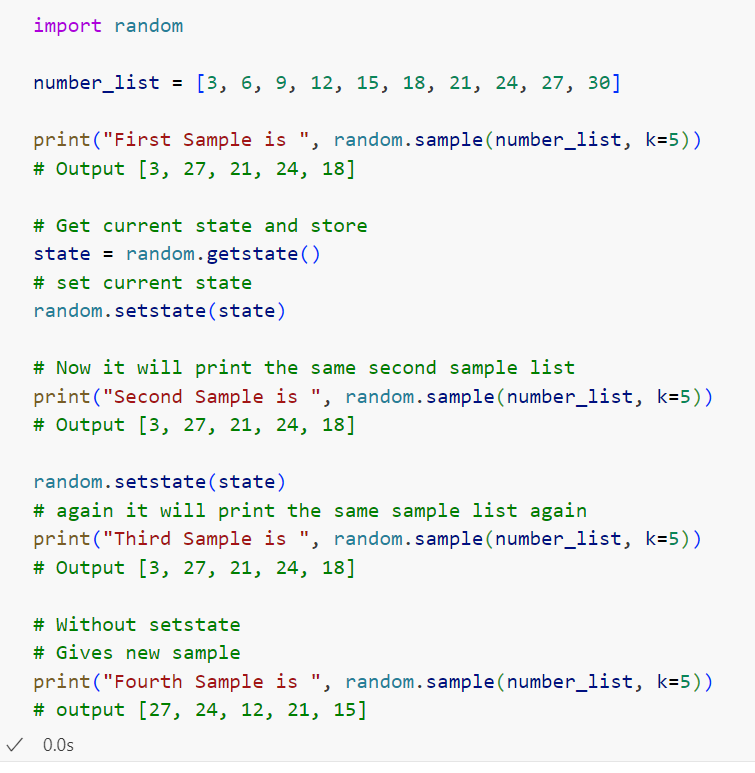 import random
number_list = [3, 6, 9, 12, 15, 18, 21, 24, 27, 30]
print("First Sample is ", random.sample(number_list, k=5))
# Output [3, 27, 21, 24, 18]
# Get current state and store
state = random.getstate()
# set current state
random.setstate(state)
# Now it will print the same second sample list
print("Second Sample is ", random.sample(number_list, k=5))
# Output [3, 27, 21, 24, 18]
random.setstate(state)
# again it will print the same sample list again
print("Third Sample is ", random.sample(number_list, k=5))
# Output [3, 27, 21, 24, 18]
# Without setstate
# Gives new sample
print("Fourth Sample is ", random.sample(number_list, k=5))
# output [27, 24, 12, 21, 15]
✓ 0.0s